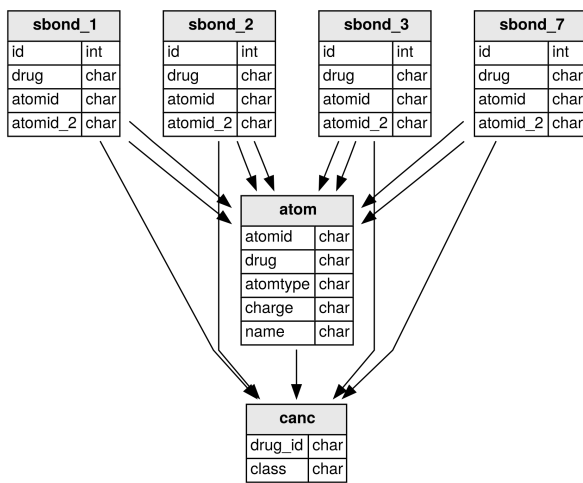 sbond_1
id int
drug char
atomid char
atomid_2 char
sbond_2
id int
drug char
atomid char
atomid_2 char
sbond_3
id int
drug char
atomid char
atomid_2 char
sbond_7
id int
drug char
atomid char
atomid_2 char
atom
atomid char
drug char
atomtype char
charge char
name char
canc
drug_id char
class char